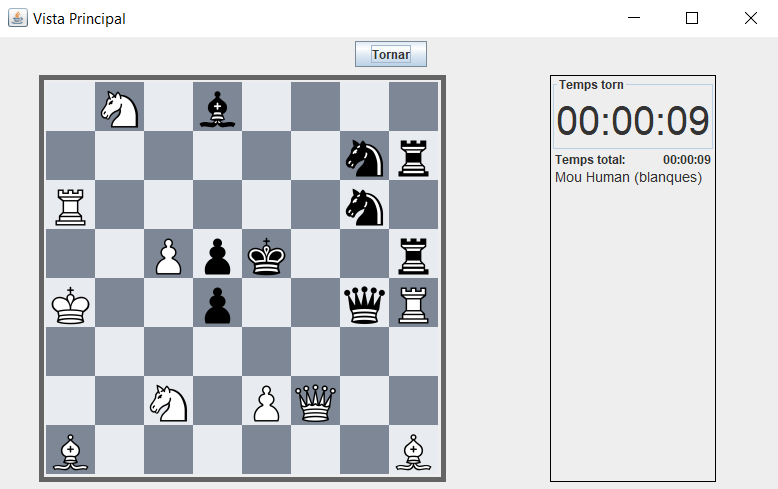 Vista Principal
Tornar
Temps torn
00:00:09
Temps total: 00:00:09
Mou Human (blanques)